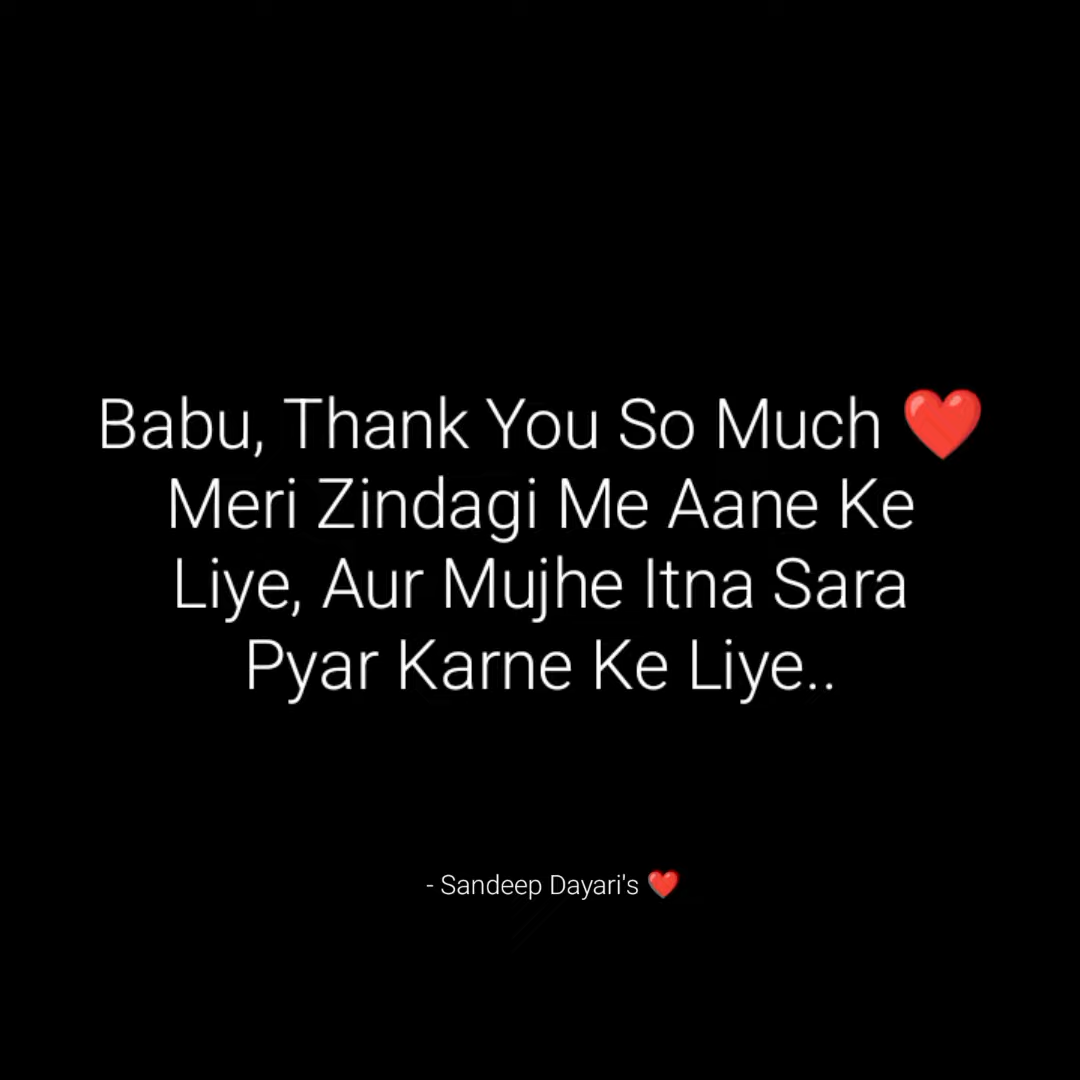 Babu, Thank You So Much ❤️
Meri Zindagi Me Aane Ke
Liye, Aur Mujhe Itna Sara
Pyar Karne Ke Liye..
- Sandeep Dayari's ❤️